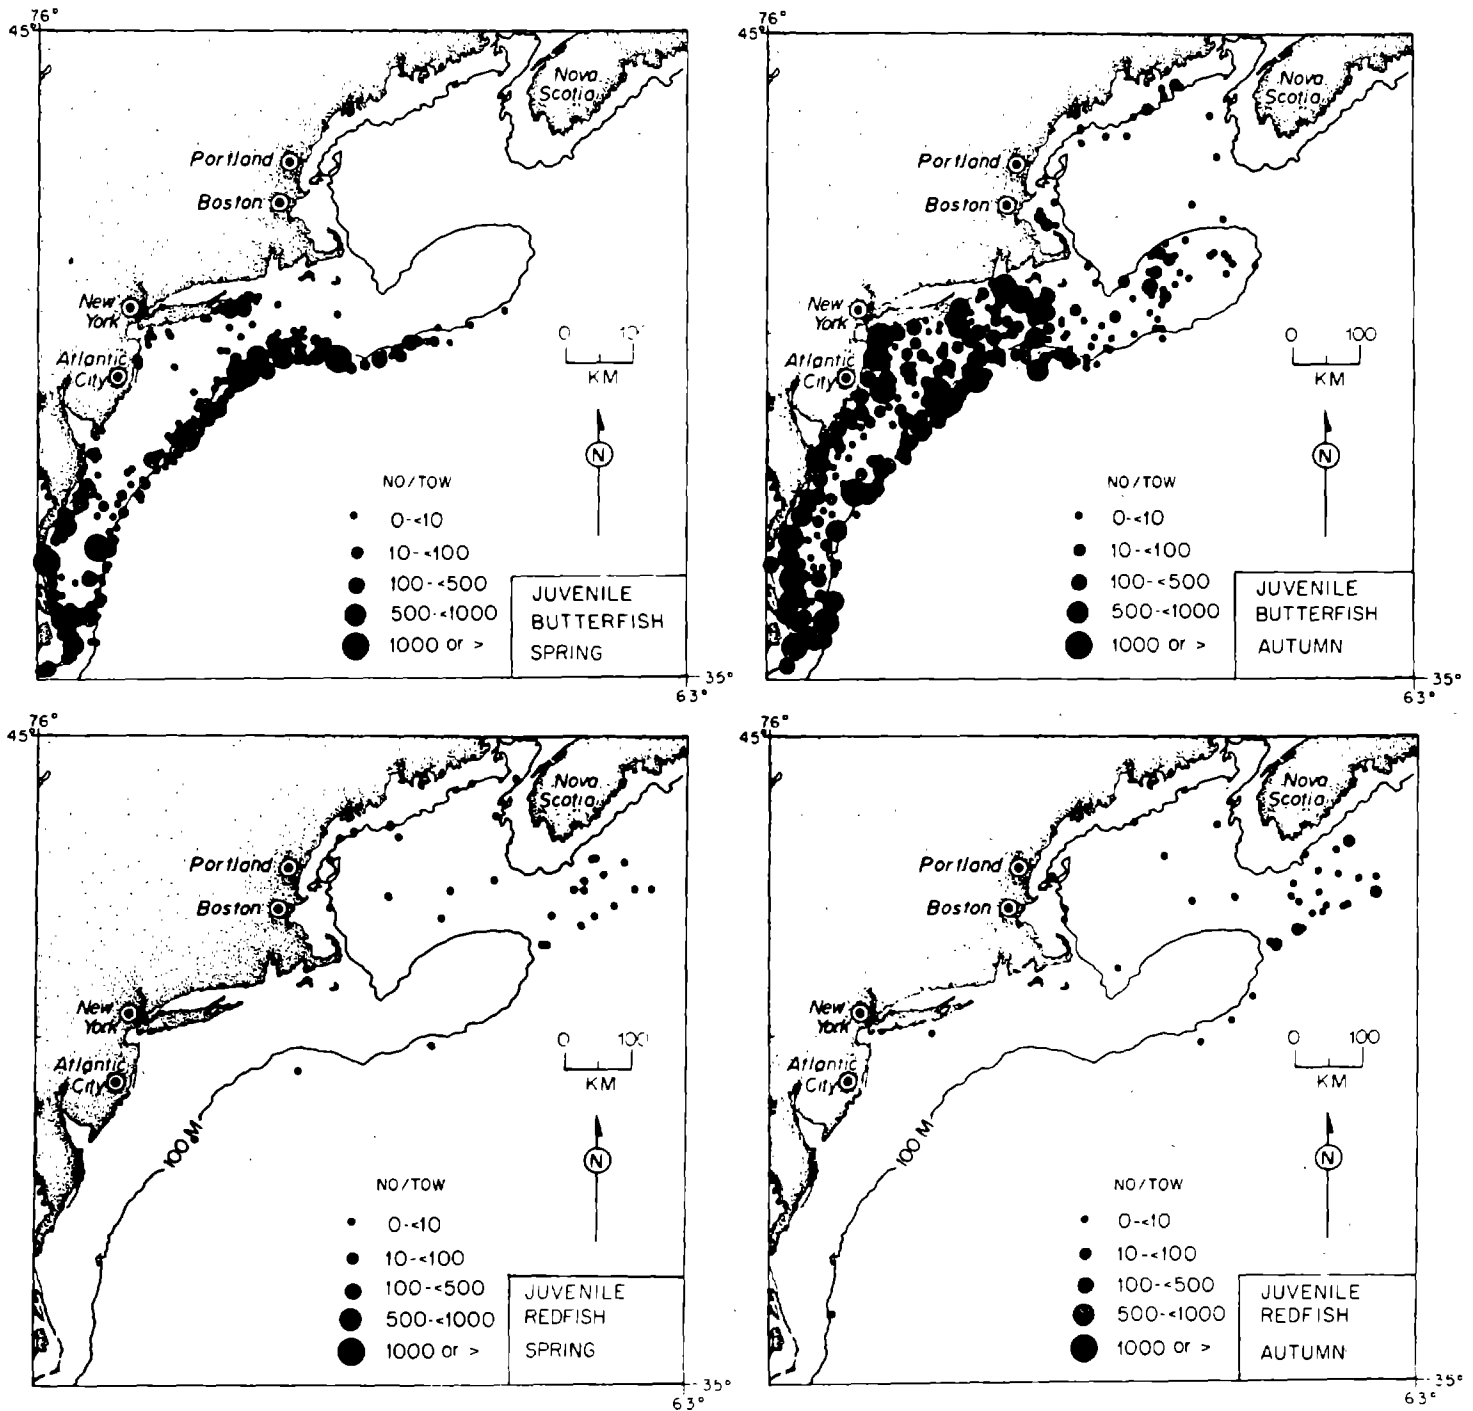 76°
45°
Nova
Scotia
Portland
Boston
New
York
Atlantic
City
0 10
KM
N
NO/TOW
0-<10
10-<100
100-<500
500-<1000
1000 or >
JUVENILE
BUTTERFISH
SPRING
35°
63°
76°
45°
Nova
Scotia
Portland
Boston
New
York
Atlantic
City
0 100
KM
N
NO/TOW
0-<10
10-<100
100-<500
500-<1000
1000 or >
JUVENILE
BUTTERFISH
AUTUMN
35°
63°
76°
45°
Nova
Scotia
Portland
Boston
New
York
Atlantic
City
0 100
KM
100 M
N
NO/TOW
0-<10
10-<100
100-<500
500-<1000
1000 or >
JUVENILE
REDFISH
SPRING
35°
63°
76°
45°
Nova
Scotia
Portland
Boston
New
York
Atlantic
City
0 100
KM
100 M
N
NO/TOW
0-<10
10-<100
100-<500
500-<1000
1000 or >
JUVENILE
REDFISH
AUTUMN
35°
63°